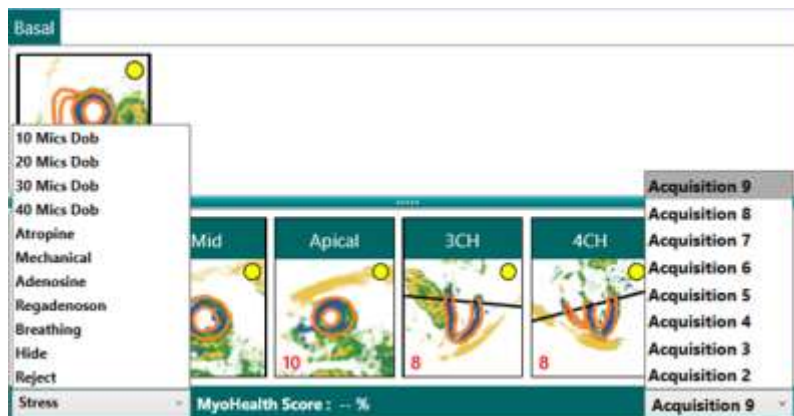 Basal
10 Mics Dob
20 Mics Dob
30 Mics Dob
40 Mics Dob
Atropine
Mechanical
Adenosine
Regadenoson
Breathing
Hide
Reject
Stress
Mid
Apical
3CH
4CH
10
8
8
MyoHealth Score : -- %
Acquisition 9
Acquisition 8
Acquisition 7
Acquisition 6
Acquisition 5
Acquisition 4
Acquisition 3
Acquisition 2
Acquisition 9